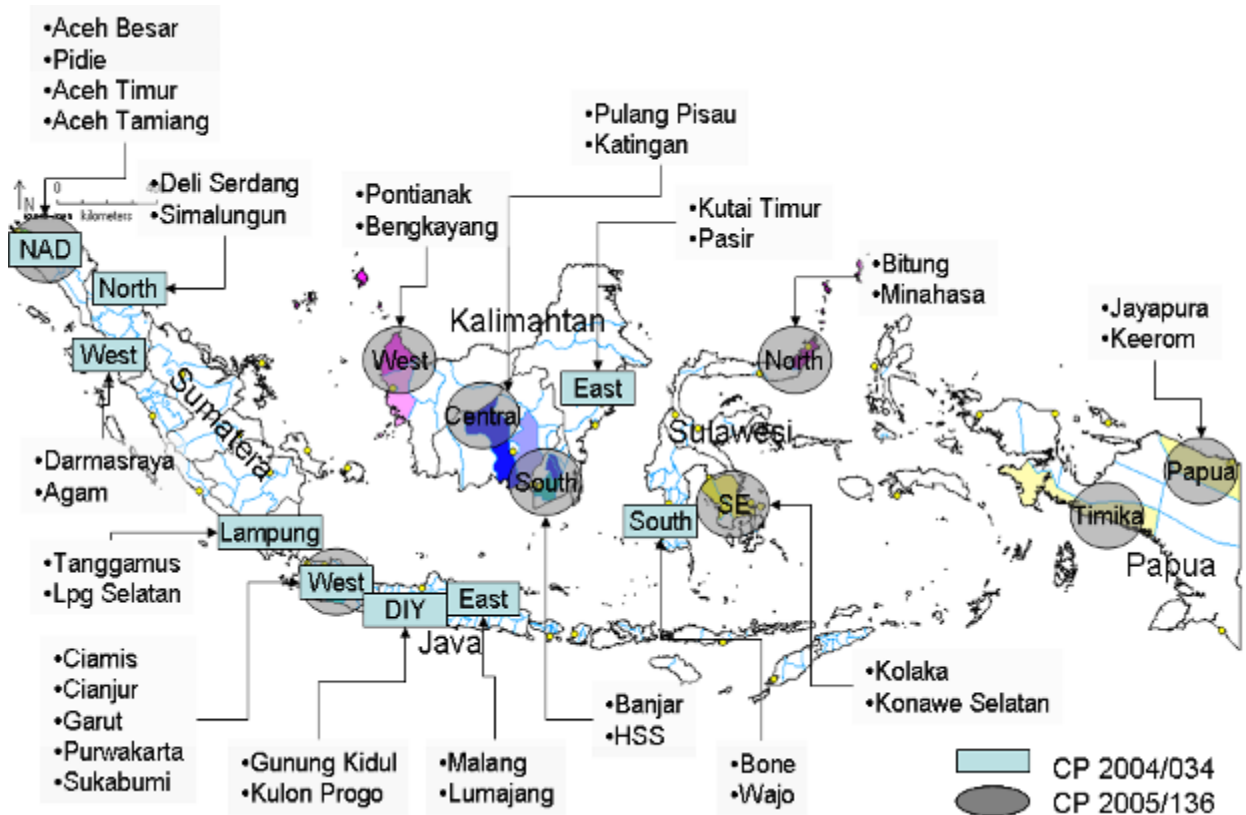 •Aceh Besar
•Pidie
•Aceh Timur
•Aceh Tamiang
•Pulang Pisau
•Katingan
•Deli Serdang
•Simalungun
•Pontianak
•Bengkayang
•Kutai Timur
•Pasir
•Bitung
•Minahasa
•Jayapura
•Keerom
N
0
kilometers
NAD
North
West
Sumatera
Kalimantan
West
Central
South
East
North
Sulawesi
South
SE
Papua
Timika
Papua
•Darmasraya
•Agam
Lampung
•Tanggamus
•Lpg Selatan
West
DIY
East
Java
•Ciamis
•Cianjur
•Garut
•Purwakarta
•Sukabumi
•Gunung Kidul
•Kulon Progo
•Malang
•Lumajang
•Banjar
•HSS
•Bone
•Wajo
•Kolaka
•Konawe Selatan
CP 2004/034
CP 2005/136